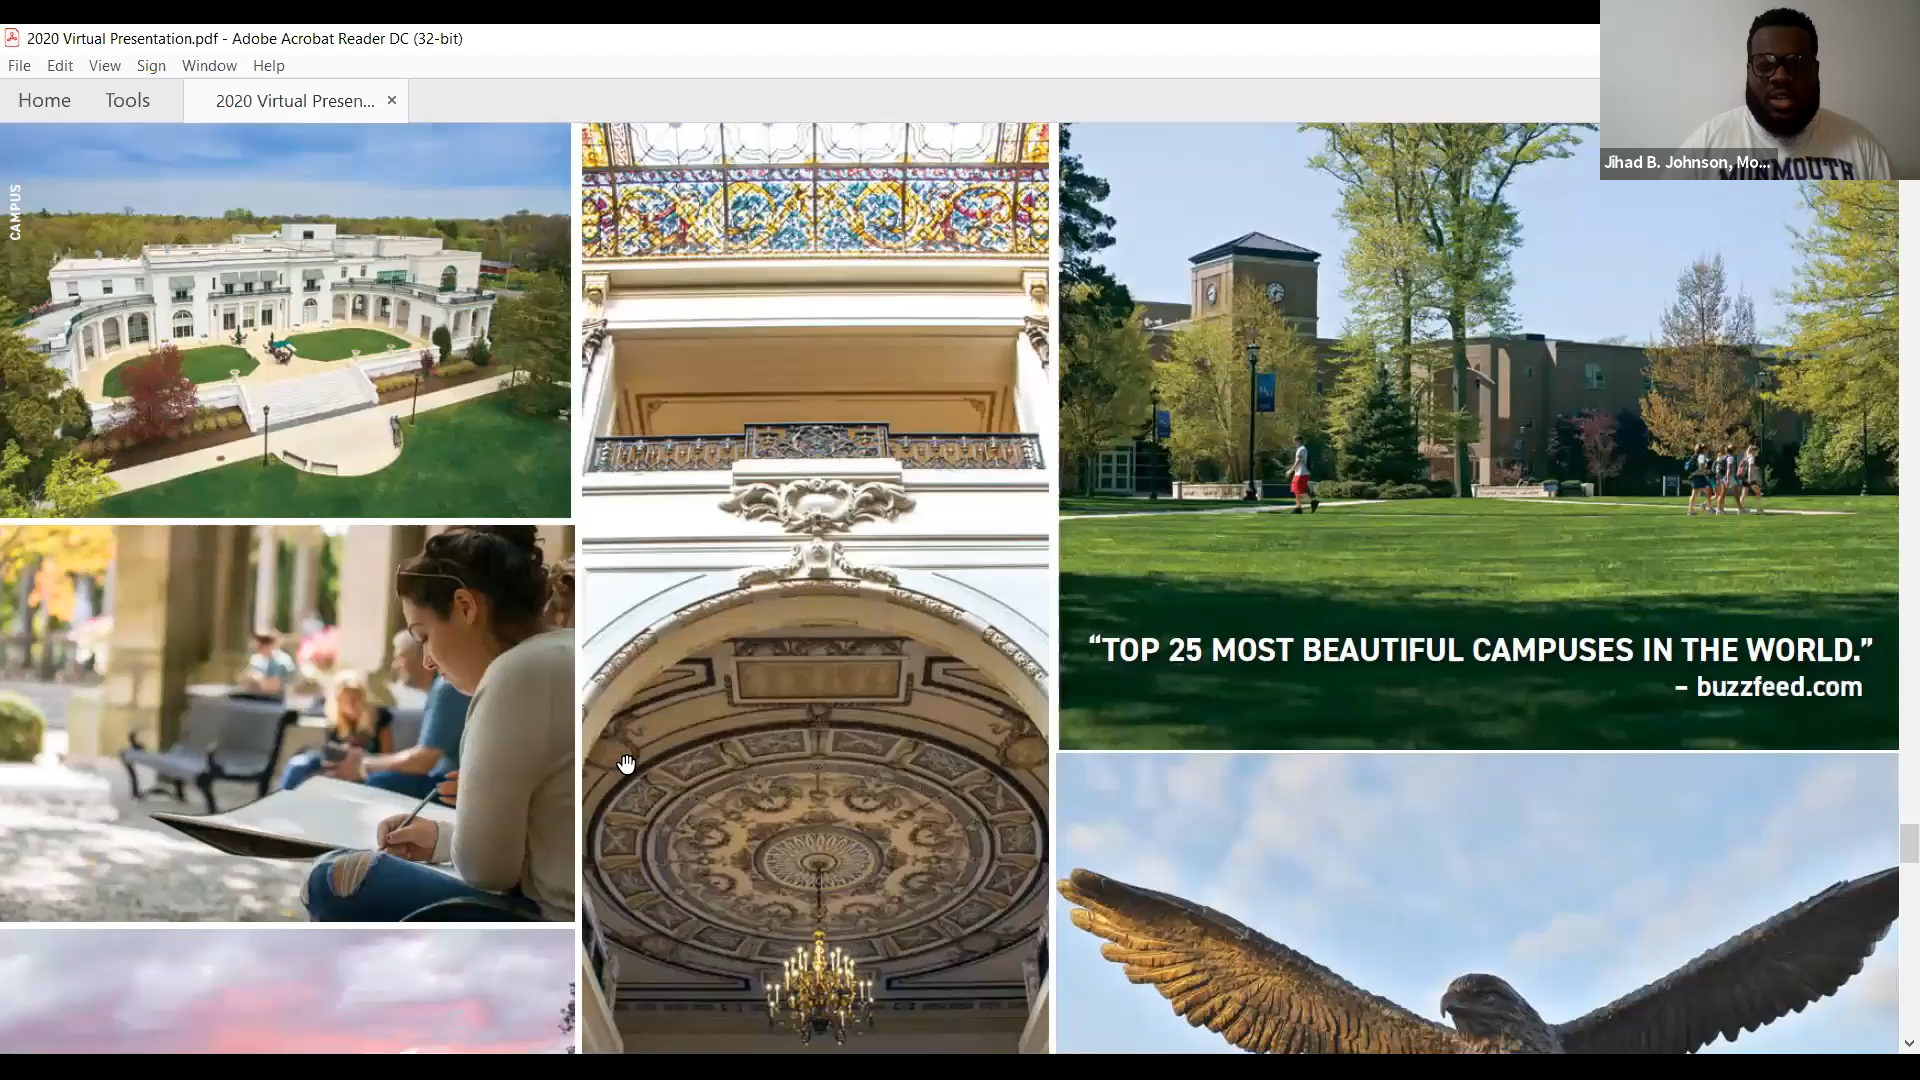 2020 Virtual Presentation.pdf - Adobe Acrobat Reader DC (32-bit)
File Edit View Sign Window Help
Home Tools 2020 Virtual Presen... ×
Jihad B. Johnson, Mo...
MONMOUTH
CAMPUS
“TOP 25 MOST BEAUTIFUL CAMPUSES IN THE WORLD.”
– buzzfeed.com